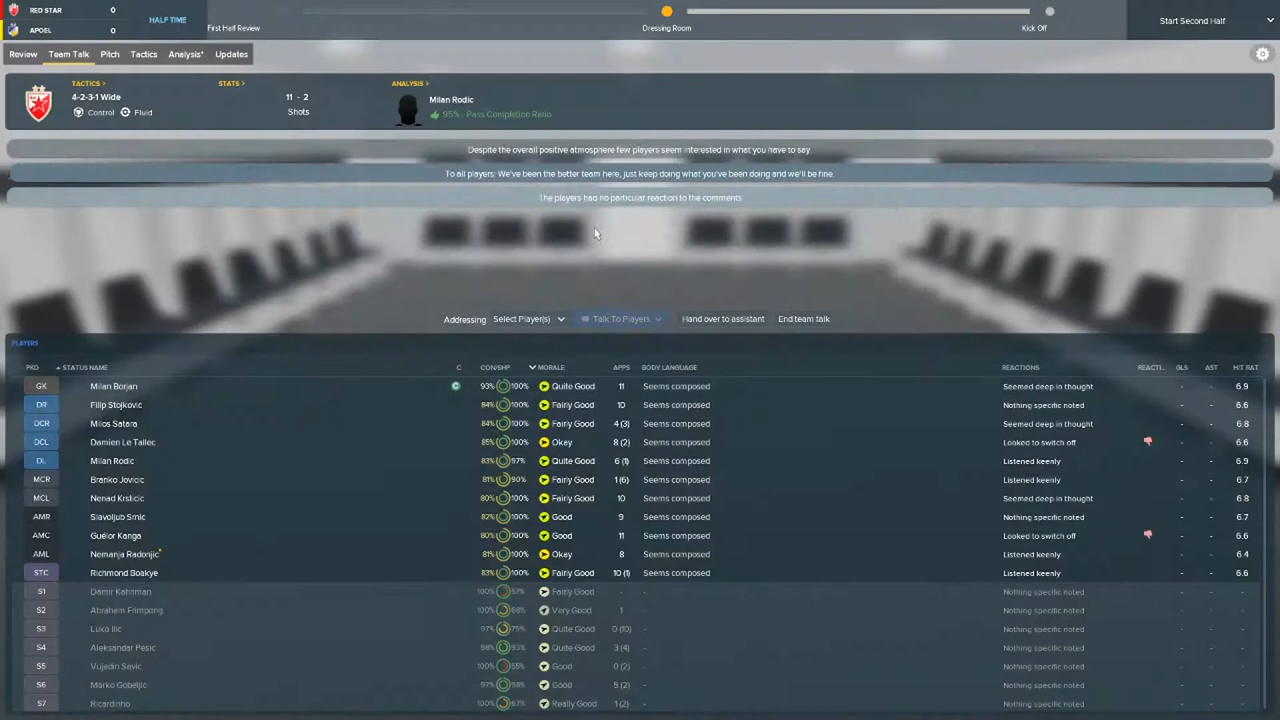 RED STAR 0
APOEL 0
HALF TIME
First Half Review
Dressing Room
Kick Off
Start Second Half
Review Team Talk Pitch Tactics Analysis* Updates
TACTICS > STATS > ANALYSIS >
4-2-3-1 Wide 11 - 2 Milan Rodic
Control Fluid Shots 95% - Pass Completion Ratio
Despite the overall positive atmosphere few players seem interested in what you have to say.
To all players: We've been the better team here, just keep doing what you've been doing and we'll be fine.
The players had no particular reaction to the comments
Addressing Select Player(s) Talk To Players Hand over to assistant End team talk
PLAYERS
PKD STATUS NAME C CON/SHP MORALE APPS BODY LANGUAGE REACTIONS REACTI... GLS AST H/T RAT
GK Milan Borjan C 93% 100% Quite Good 11 Seems composed Seemed deep in thought - - 6.9
DR Filip Stojkovic 84% 100% Fairly Good 10 Seems composed Nothing specific noted - - 6.6
DCR Milos Satara 84% 100% Fairly Good 4 (3) Seems composed Seemed deep in thought - - 6.8
DCL Damien Le Tallec 85% 100% Okay 8 (2) Seems composed Looked to switch off - - 6.6
DL Milan Rodic 83% 97% Quite Good 6 (1) Seems composed Listened keenly - - 6.9
MCR Branko Jovicic 81% 90% Fairly Good 1 (6) Seems composed Listened keenly - - 6.7
MCL Nenad Krsticic 80% 100% Fairly Good 10 Seems composed Seemed deep in thought - - 6.8
AMR Slavoljub Srnic 82% 100% Good 9 Seems composed Nothing specific noted - - 6.7
AMC Guélor Kanga 80% 100% Good 11 Seems composed Looked to switch off - - 6.6
AML Nemanja Radonjic* 81% 100% Okay 8 Seems composed Listened keenly - - 6.4
STC Richmond Boakye 83% 100% Fairly Good 10 (1) Seems composed Listened keenly - - 6.6
S1 Damir Kahriman 100% 57% Fairly Good - - Nothing specific noted - - -
S2 Abraham Frimpong 100% 68% Very Good 1 - Nothing specific noted - - -
S3 Luka Ilic 97% 75% Quite Good 0 (10) - Nothing specific noted - - -
S4 Aleksandar Pesic 98% 93% Quite Good 3 (4) - Nothing specific noted - - -
S5 Vujadin Savic 100% 55% Good 0 (2) - Nothing specific noted - - -
S6 Marko Gobeljic 97% 98% Good 5 (2) - Nothing specific noted - - -
S7 Ricardinho 100% 67% Really Good 1 (2) - Nothing specific noted - - -